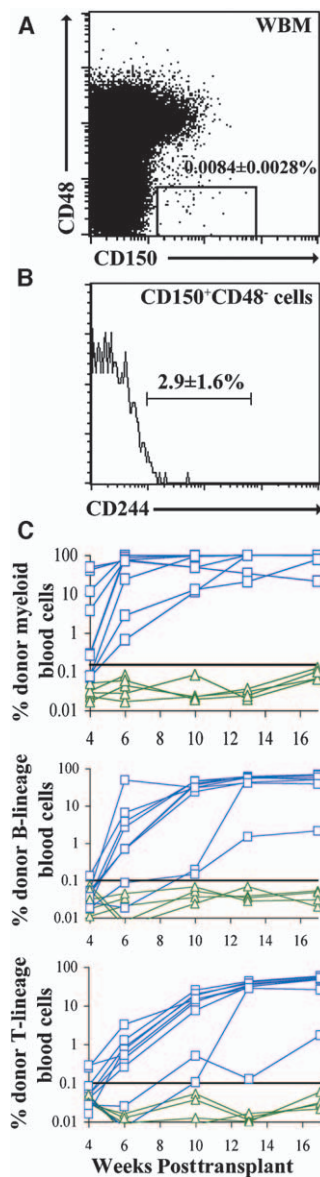 A
WBM
0.0084±0.0028%
CD48
CD150
B
CD150+CD48- cells
2.9±1.6%
CD244
C
% donor myeloid
blood cells
100
10
1
0.1
0.01
4 6 8 10 12 14 16
% donor B-lineage
blood cells
100
10
1
0.1
0.01
4 6 8 10 12 14 16
% donor T-lineage
blood cells
100
10
1
0.1
0.01
4 6 8 10 12 14 16
Weeks Posttransplant